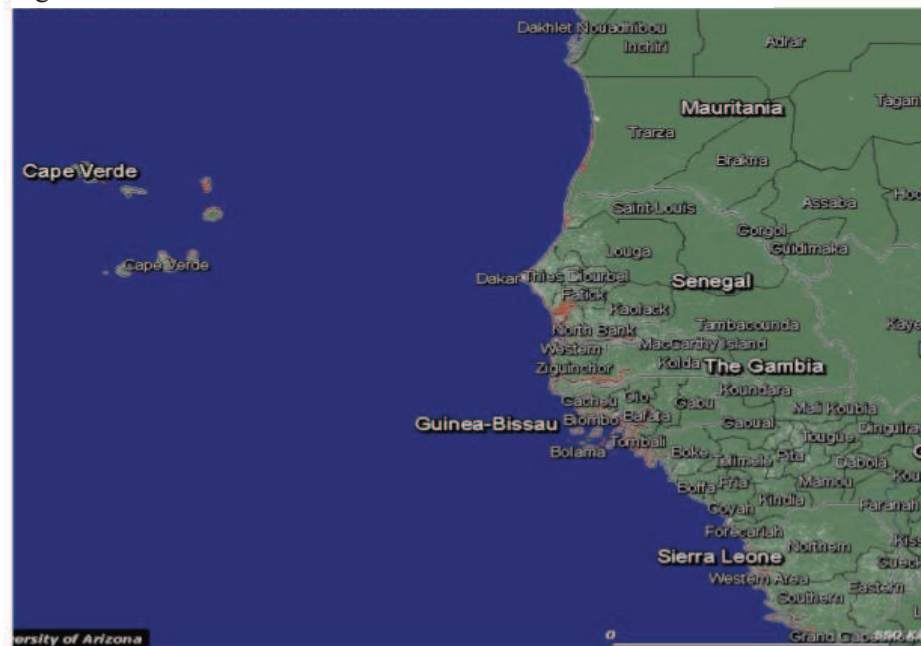 Dakhlet Nouadhibou
Inchiri
Adrar
Mauritania
Trarza
Brakna
Cape Verde
Assaba
Saint-Louis
Gorgol
Guidimaka
Louga
Cape Verde
Dakar
Thies Diourbel
Senegal
Fatick
Kaolack
Tambacounda
North Bank
MacCarthy Island
Western
Ziguinchor
Kolda
The Gambia
Koundara
Cacheu
Oio
Gabu
Mali Koubia
Guinea-Bissau
Biombo
Bafata
Gaoual
Tougue
Dinguira
Bolama
Tombali
Boke
Telimele
Pita
Dabola
Boffa
Fria
Mamou
Kindia
Coyah
Faranah
Forecariah
Sierra Leone
Northern
Western Area
Eastern
Southern
ersity of Arizona
0